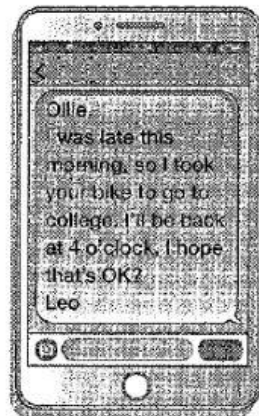 Ollie,
was late this
morning, so I took
your bike to go to
college. I'll be back
at 4 o'clock. I hope
that's OK?
Leo